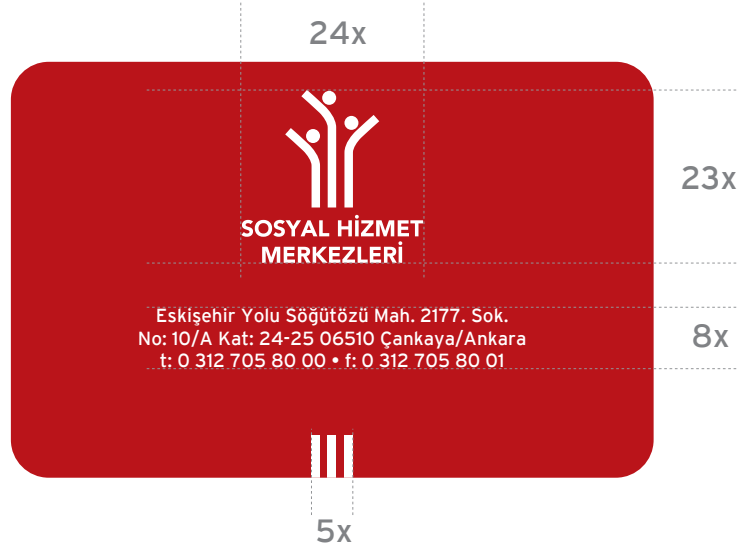 24x
23x
SOSYAL HİZMET
MERKEZLERİ
Eskişehir Yolu Söğütözü Mah. 2177. Sok.
No: 10/A Kat: 24-25 06510 Çankaya/Ankara
t: 0 312 705 80 00 • f: 0 312 705 80 01
8x
5x